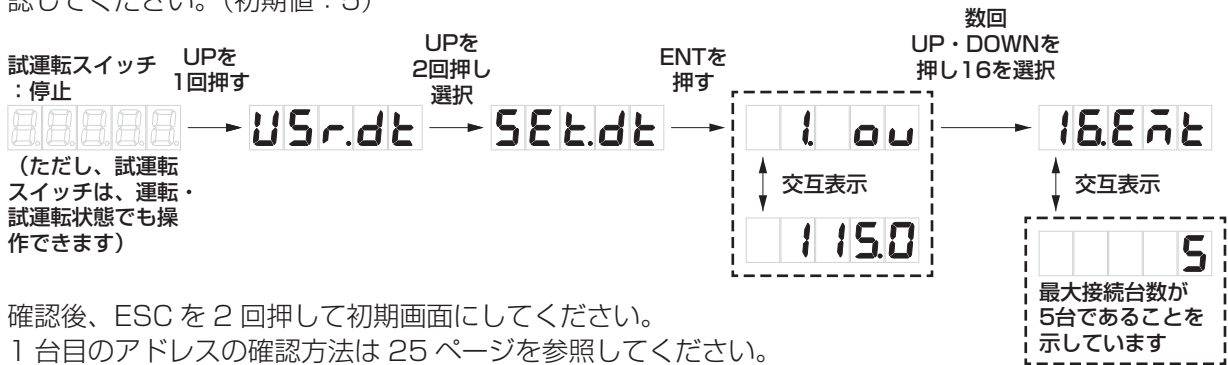 認してください。（初期値：5）
試運転スイッチ
：停止
UPを
1回押す
UPを
2回押し
選択
ENTを
押す
数回
UP・DOWNを
押し16を選択
USr.dt
SEt.dt
1. ou
交互表示
115.0
16.Emt
交互表示
5
（ただし、試運転
スイッチは、運転・
試運転状態でも操
作できます）
最大接続台数が
5台であることを
示しています
確認後、ESC を 2 回押して初期画面にしてください。
1 台目のアドレスの確認方法は 25 ページを参照してください。